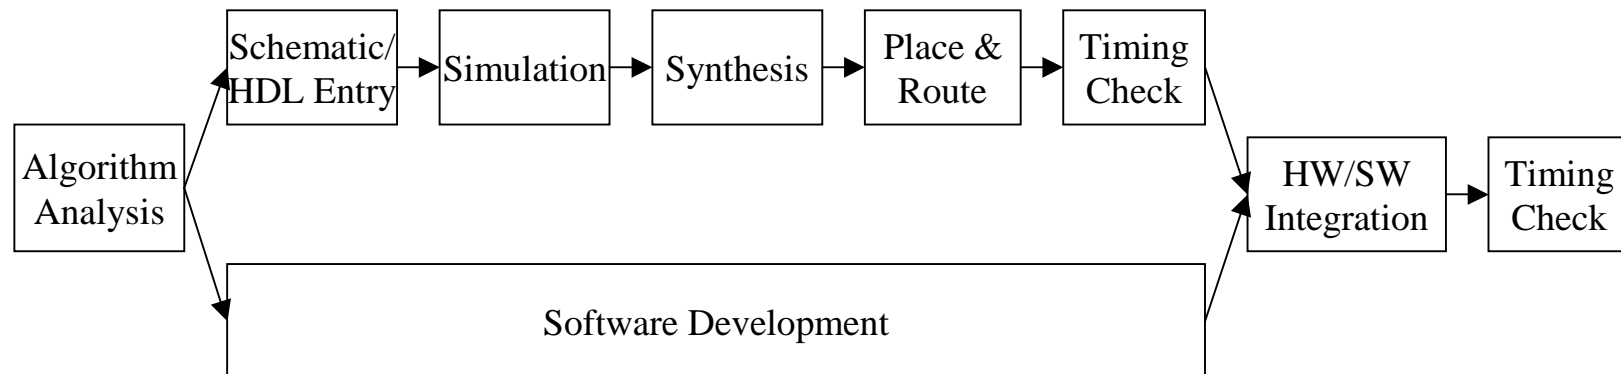 Schematic/
HDL Entry
Simulation
Synthesis
Place &
Route
Timing
Check
Algorithm
Analysis
HW/SW
Integration
Timing
Check
Software Development